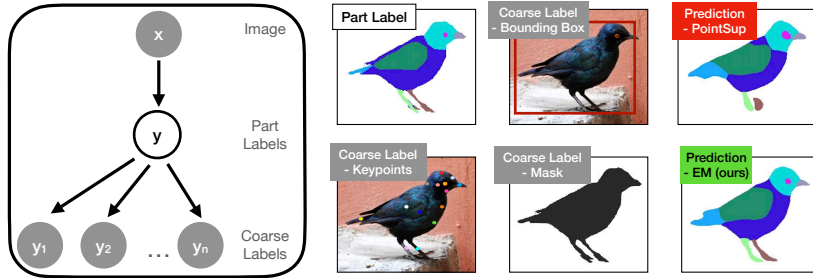 x
Image
y
Part
Labels
y1
y2
...
yn
Coarse
Labels
Part Label
Coarse Label
- Bounding Box
Prediction
- PointSup
Coarse Label
- Keypoints
Coarse Label
- Mask
Prediction
- EM (ours)